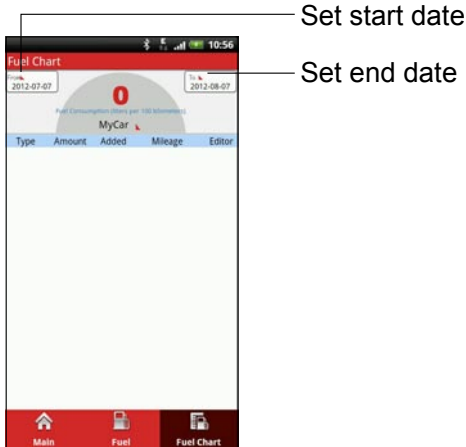 Set start date
10:56
Fuel Chart
From
2012-07-07
To
2012-08-07
Set end date
0
Fuel Consumption (liters per 100 kilometers)
MyCar
Type Amount Added Mileage Editor
Main Fuel Fuel Chart